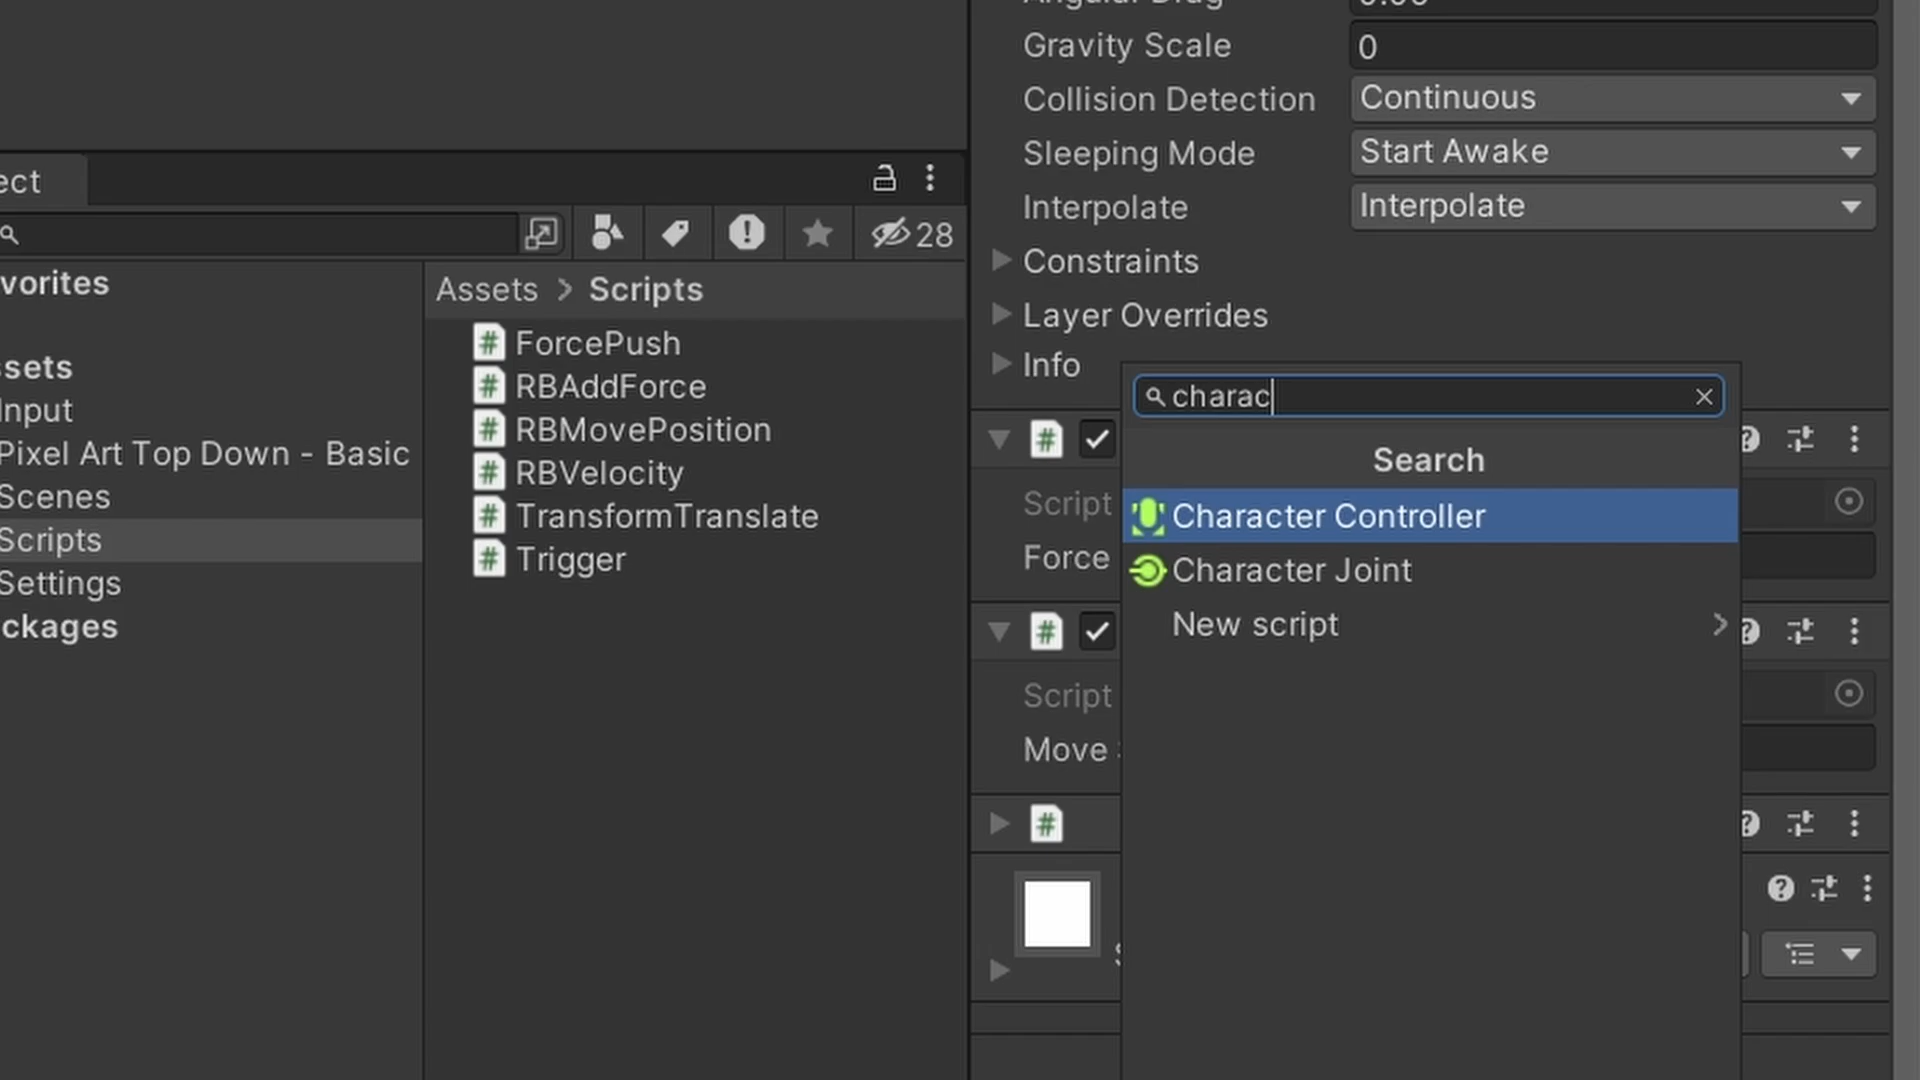 Gravity Scale 0
Collision Detection Continuous
Sleeping Mode Start Awake
Interpolate Interpolate
Constraints
Layer Overrides
Info
ect
28
vorites
ssets
Input
Pixel Art Top Down - Basic
Scenes
Scripts
Settings
ckages
Assets > Scripts
ForcePush
RBAddForce
RBMovePosition
RBVelocity
TransformTranslate
Trigger
charac
Search
Character Controller
Character Joint
New script
Script
Force
Script
Move